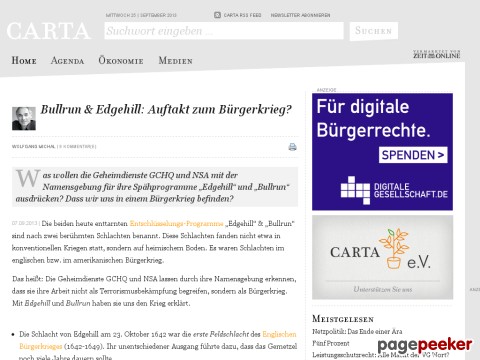 MITTWOCH 25 | SEPTEMBER 2013
CARTA RSS FEED
NEWSLETTER ABONNIEREN
CARTA
Suchwort eingeben ...
SUCHEN
VERMARKTET VON
ZEIT ONLINE
HOME AGENDA ÖKONOMIE MEDIEN
ANZEIGE
Bullrun & Edgehill: Auftakt zum Bürgerkrieg?
WOLFGANG MICHAL |
Was wollen die Geheimdienste GCHQ und NSA mit der
Namensgebung für ihre Spähprogramme „Edgehill“ und „Bullrun“
ausdrücken? Dass wir uns in einem Bürgerkrieg befinden?
07.09.2013 | Die beiden heute enttarnten Entschlüsselungs-Programme „Edgehill“ & „Bullrun“
sind nach zwei berühmten Schlachten benannt. Diese Schlachten fanden nicht etwa in
konventionellen Kriegen statt, sondern auf heimischem Boden. Es waren Schlachten im
englischen bzw. im amerikanischen Bürgerkrieg.
Das heißt: Die Geheimdienste GCHQ und NSA lassen durch ihre Namensgebung erkennen,
dass sie ihre Arbeit nicht als Terrorismusbekämpfung begreifen, sondern als Bürgerkrieg.
Mit Edgehill und Bullrun haben sie uns den Krieg erklärt.
Die Schlacht von Edgehill am 23. Oktober 1642 war die erste Feldschlacht des Englischen
Bürgerkrieges (1642-1649). Ihr unentschiedener Ausgang führte dazu, dass das Gemetzel
noch viele Jahre dauern sollte.
Für digitale
Bürgerrechte.
SPENDEN >
DIGITALE
GESELLSCHAFT.DE
CARTA e.V.
Unterstützen Sie uns
ANZEI
MEISTGELESEN
Netzpolitik: Das Ende einer Ära
Fünf Prozent
Leistungsschutzrecht: Alle Macht der VG Nort?
pagepeeker